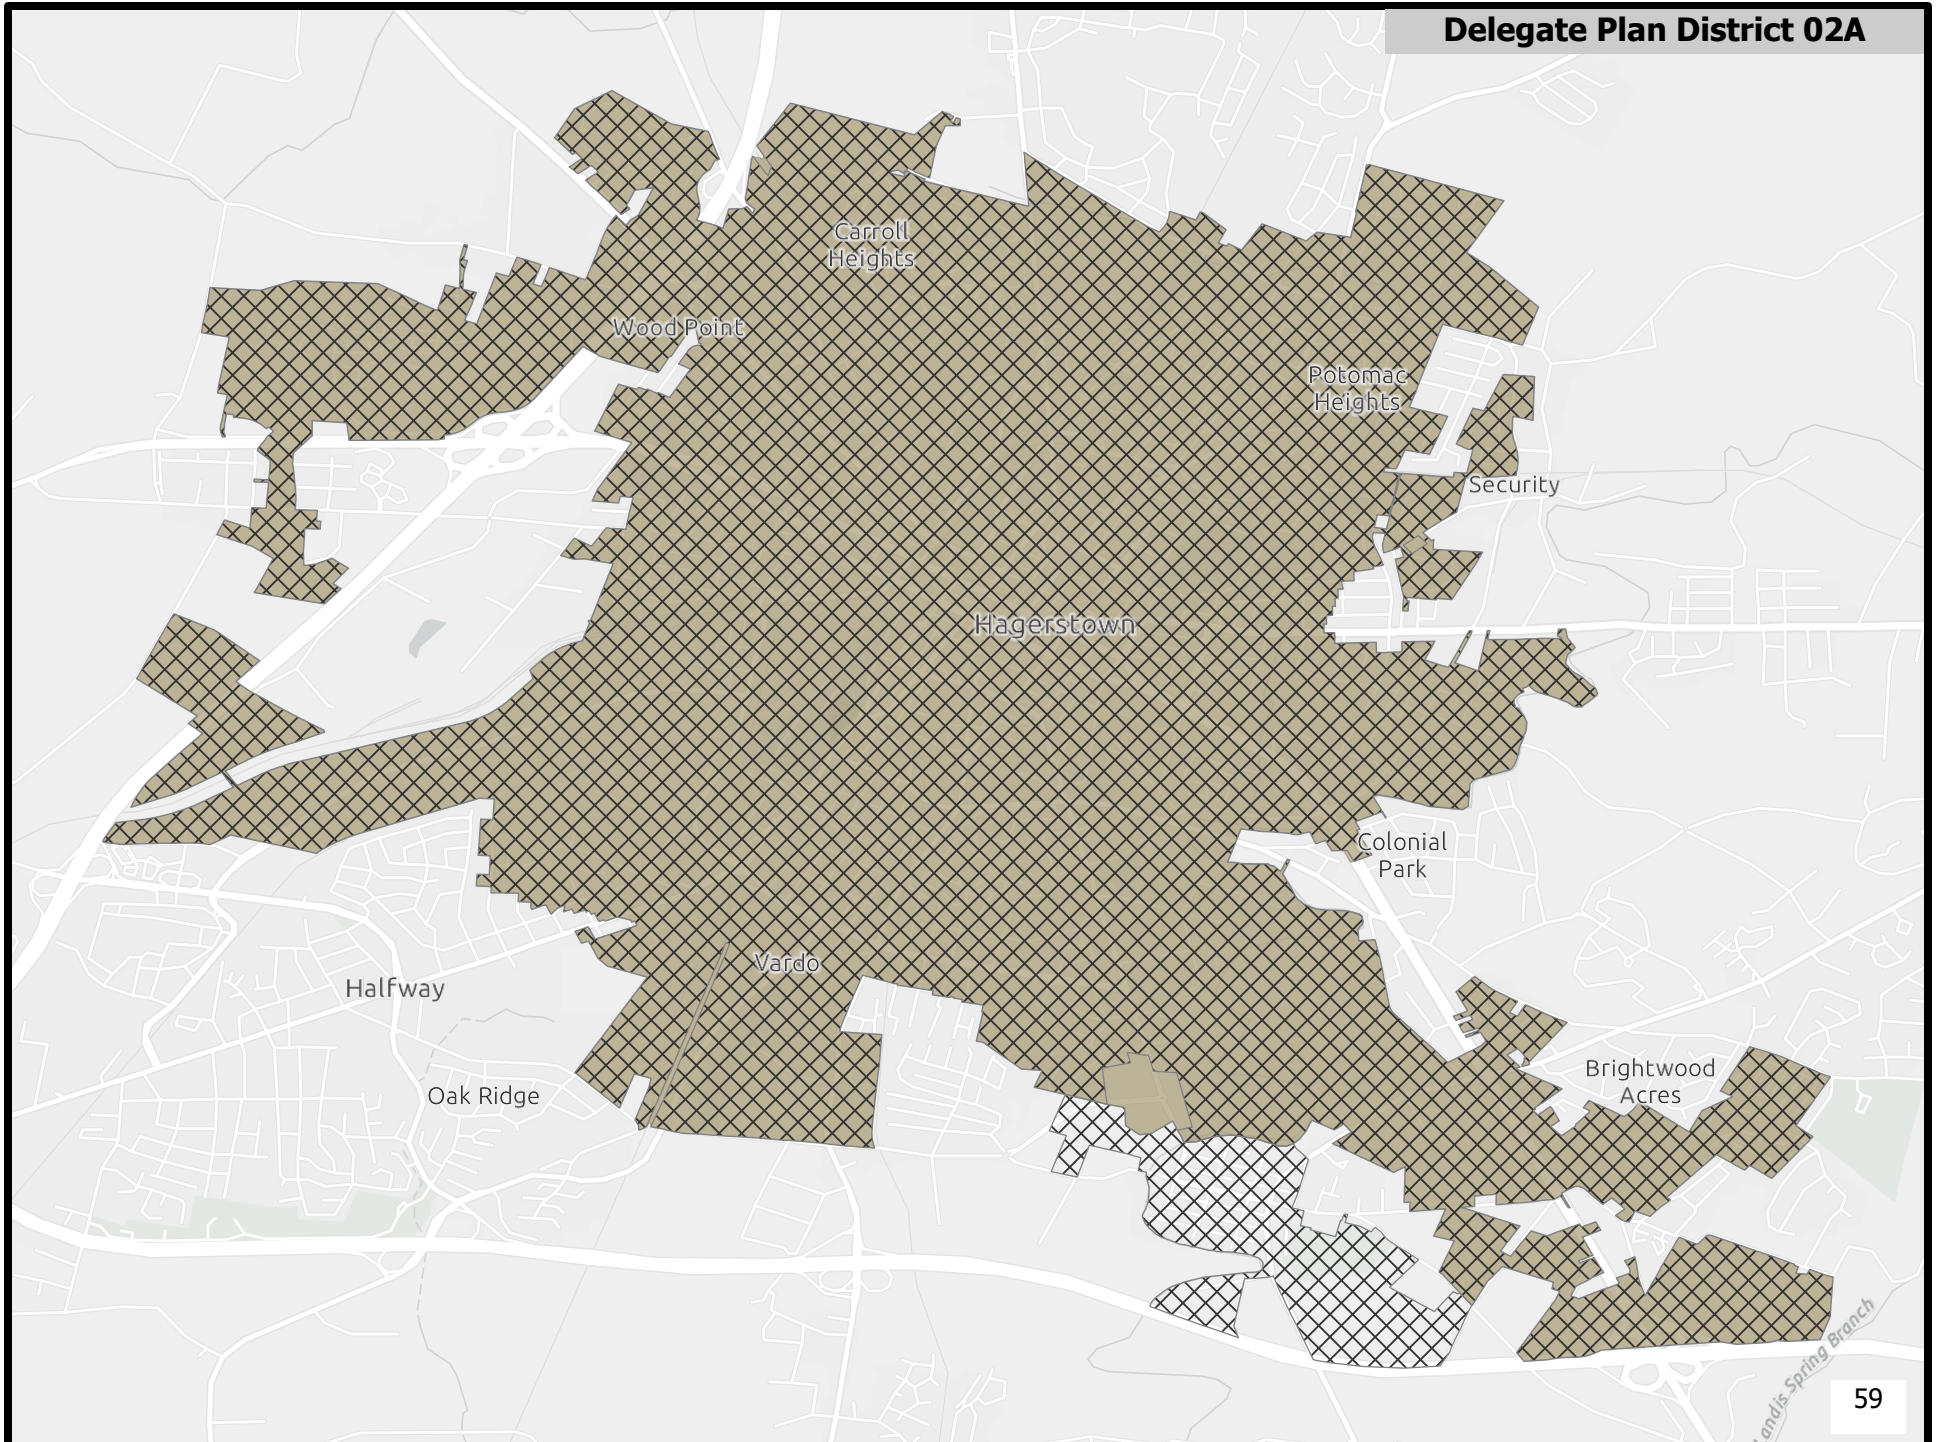 Delegate Plan District 02A
Carroll
Heights
Wood Point
Potomac
Heights
Security
Hagerstown
Colonial
Park
Vardo
Halfway
Oak Ridge
Brightwood
Acres
Landis Spring Branch
59